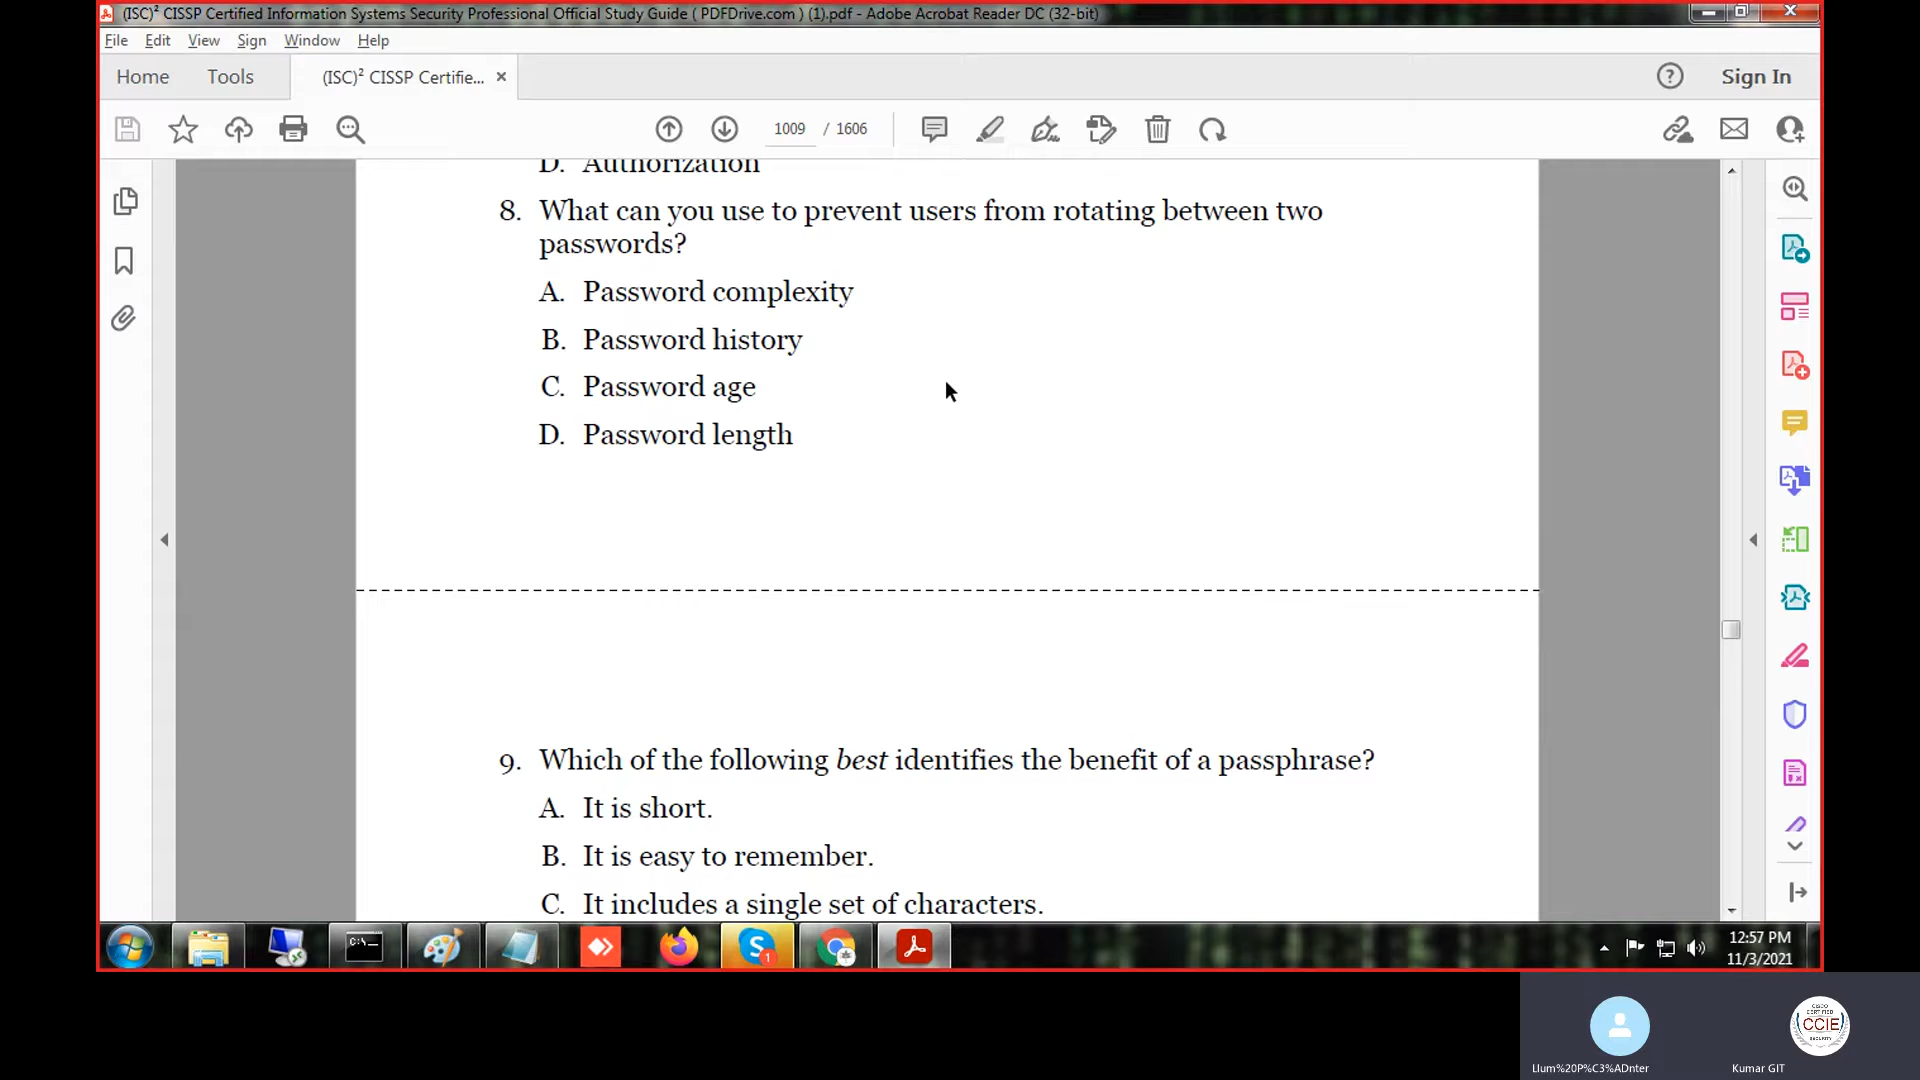 (ISC)² CISSP Certified Information Systems Security Professional Official Study Guide ( PDFDrive.com ) (1).pdf - Adobe Acrobat Reader DC (32-bit)
File Edit View Sign Window Help
Home Tools (ISC)² CISSP Certifie... × ? Sign In
1009 / 1606
D. Authorization
8. What can you use to prevent users from rotating between two
passwords?
A. Password complexity
B. Password history
C. Password age
D. Password length
9. Which of the following best identifies the benefit of a passphrase?
A. It is short.
B. It is easy to remember.
C. It includes a single set of characters.
C:\_
S 1
12:57 PM
11/3/2021
CISCO
CERTIFIED
CCIE
SECURITY
Llum%20P%C3%ADnter Kumar GIT